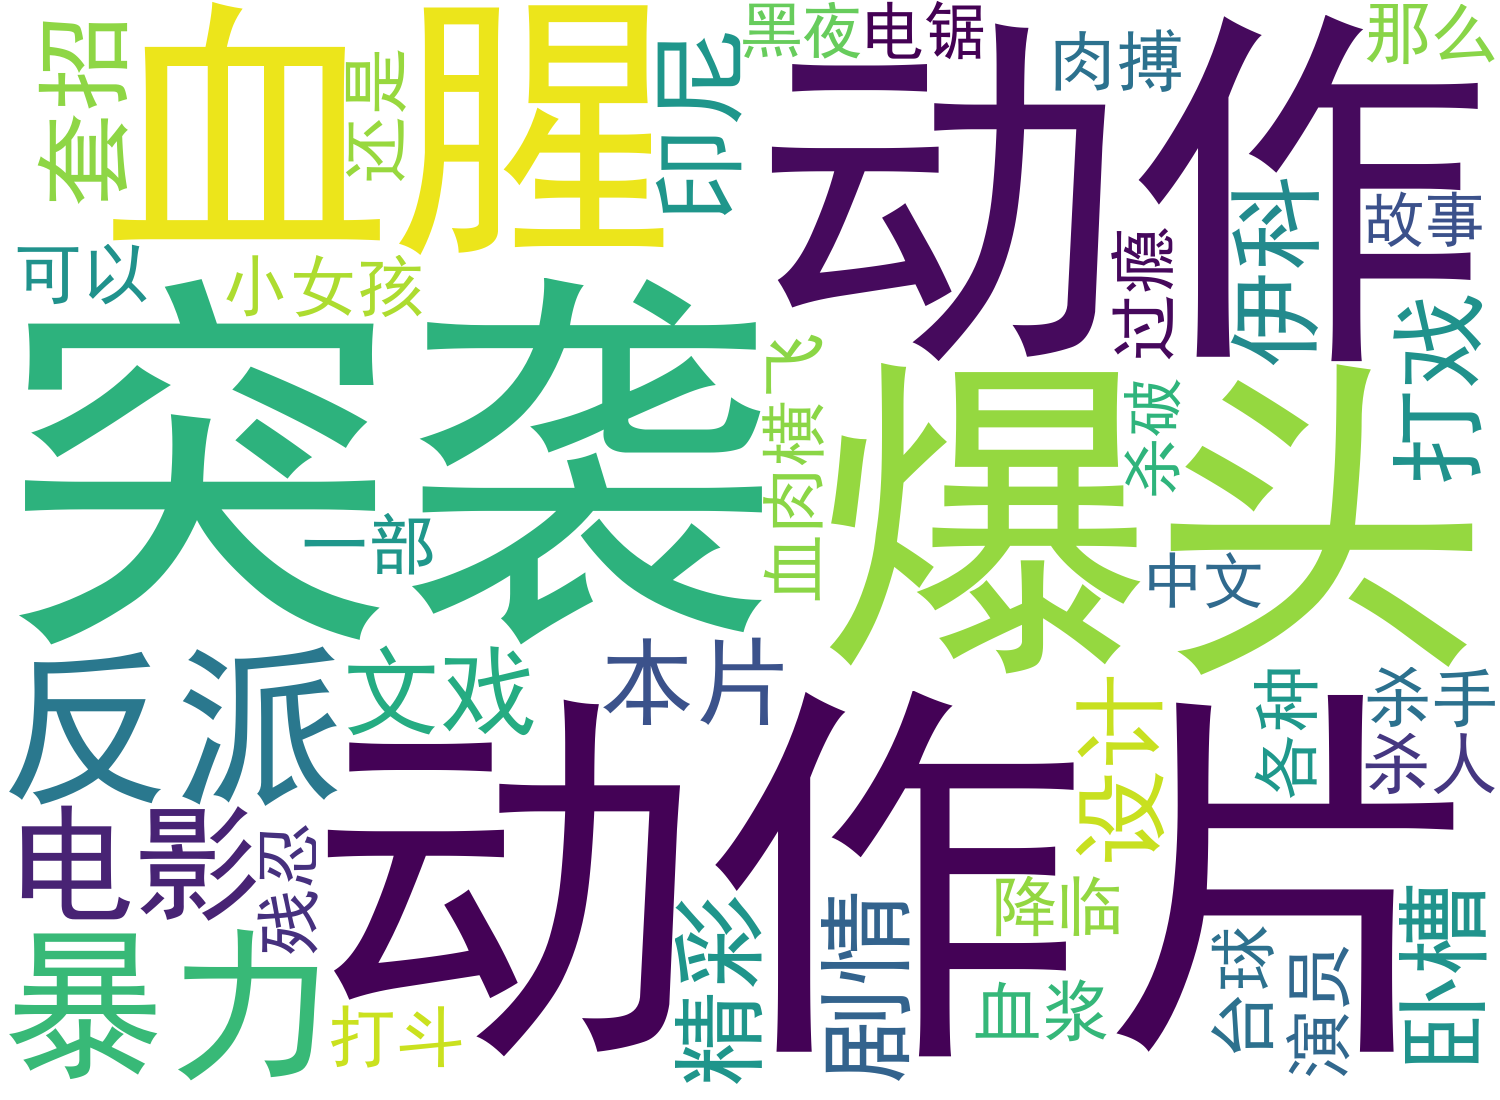 套招
血腥
还是
印尼
黑夜
电锯
动作
肉搏
那么
可以
小女孩
过瘾
伊科
故事
打戏
突袭
一部
血肉横飞
爆头
杀破
中文
反派
文戏
本片
动作片
设计
各种
杀手
杀人
电影
残忍
暴力
打斗
精彩
剧情
降临
血浆
台球
演员
卧槽